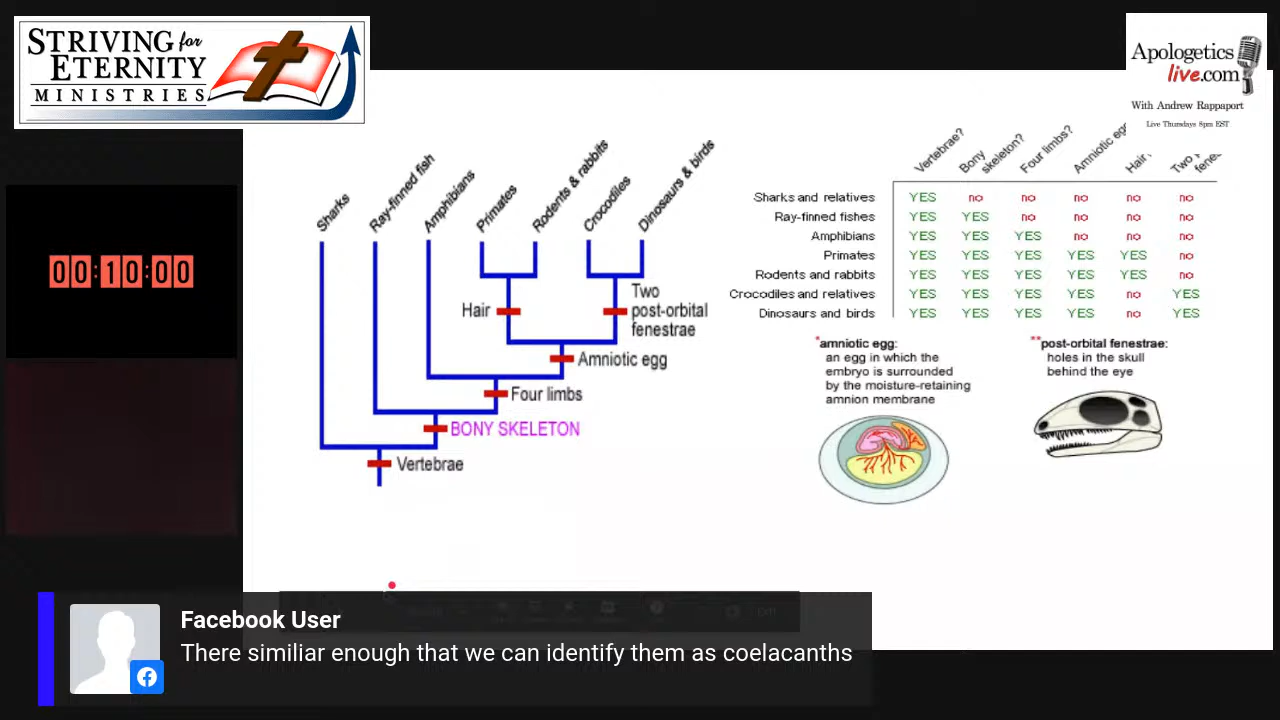 STRIVING for
ETERNITY
MINISTRIES
Apologetics
live.com
With Andrew Rappaport
Live Thursdays 8pm EST
00:10:00
Sharks
Ray-finned fish
Amphibians
Primates
Rodents & rabbits
Crocodiles
Dinosaurs & birds
Hair
Two
post-orbital
fenestrae
Amniotic egg
Four limbs
BONY SKELETON
Vertebrae
Vertebrae?
Bony
skeleton?
Four limbs?
Amniotic
Hair
Sharks and relatives YES no no no no no
Ray-finned fishes YES YES no no no no
Amphibians YES YES YES no no no
Primates YES YES YES YES YES no
Rodents and rabbits YES YES YES YES YES no
Crocodiles and relatives YES YES YES YES no YES
Dinosaurs and birds YES YES YES YES no YES
*amniotic egg:
an egg in which the
embryo is surrounded
by the moisture-retaining
amnion membrane
**post-orbital fenestrae:
holes in the skull
behind the eye
Facebook User
There similiar enough that we can identify them as coelacanths